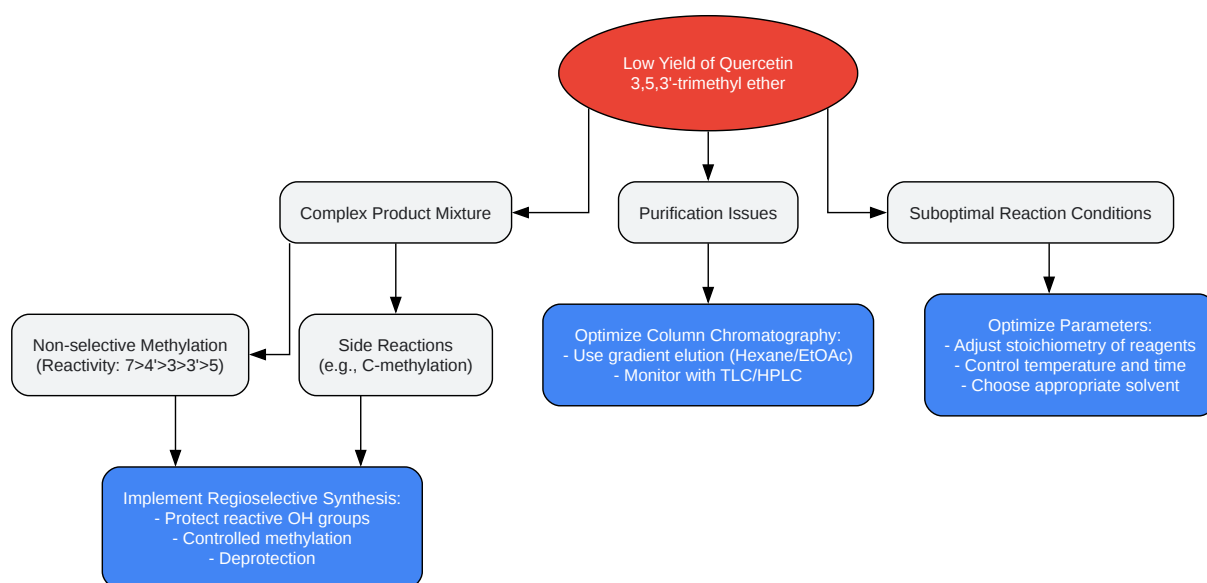 Low Yield of Quercetin
3,5,3'-trimethyl ether
Complex Product Mixture
Purification Issues
Suboptimal Reaction Conditions
Non-selective Methylation
(Reactivity: 7>4'>3>3'>5)
Side Reactions
(e.g., C-methylation)
Optimize Column Chromatography:
- Use gradient elution (Hexane/EtOAc)
- Monitor with TLC/HPLC
Optimize Parameters:
- Adjust stoichiometry of reagents
- Control temperature and time
- Choose appropriate solvent
Implement Regioselective Synthesis:
- Protect reactive OH groups
- Controlled methylation
- Deprotection